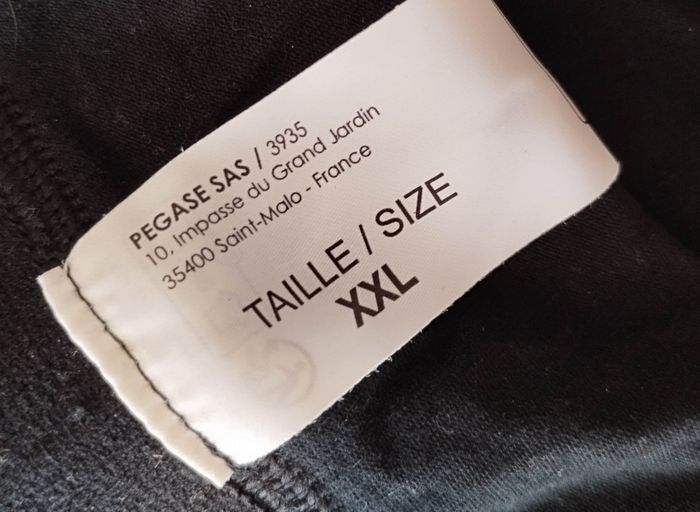 PEGASE SAS / 3935
10, Impasse du Grand Jardin
35400 Saint-Malo - France
TAILLE / SIZE
XXL